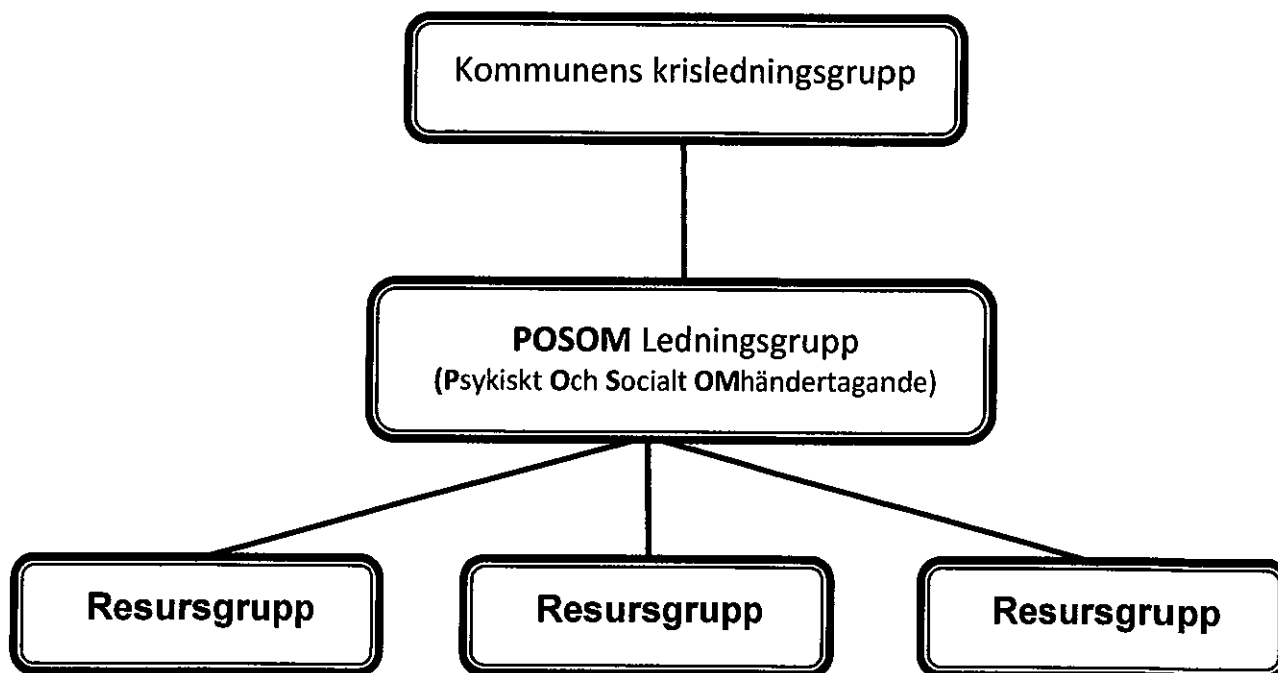 Kommunens krisledningsgrupp
POSOM Ledningsgrupp
(Psykiskt Och Socialt OMhändertagande)
Resursgrupp
Resursgrupp
Resursgrupp